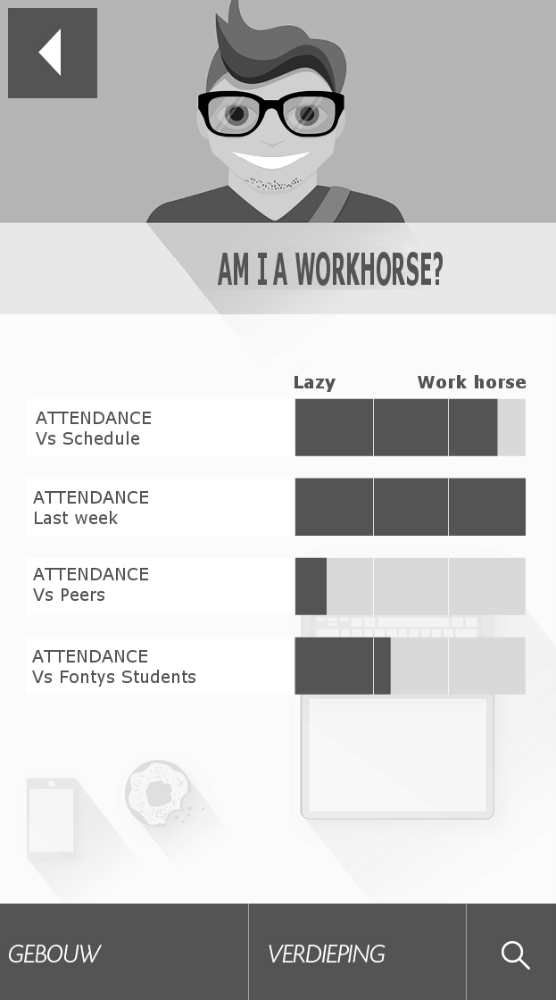 AM I A WORKHORSE?
Lazy Work horse
ATTENDANCE
Vs Schedule
ATTENDANCE
Last week
ATTENDANCE
Vs Peers
ATTENDANCE
Vs Fontys Students
GEBOUW VERDIEPING